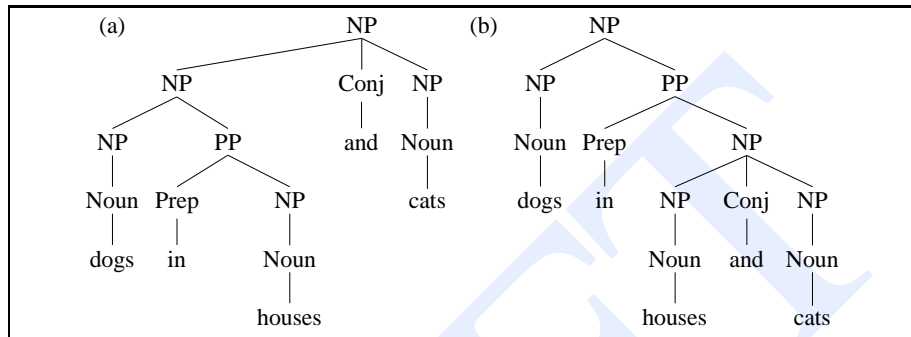 (a) NP (b) NP
NP Conj NP NP PP
NP PP and Noun Noun Prep NP
Noun Prep NP cats dogs in NP Conj NP
dogs in Noun Noun and Noun
houses houses cats